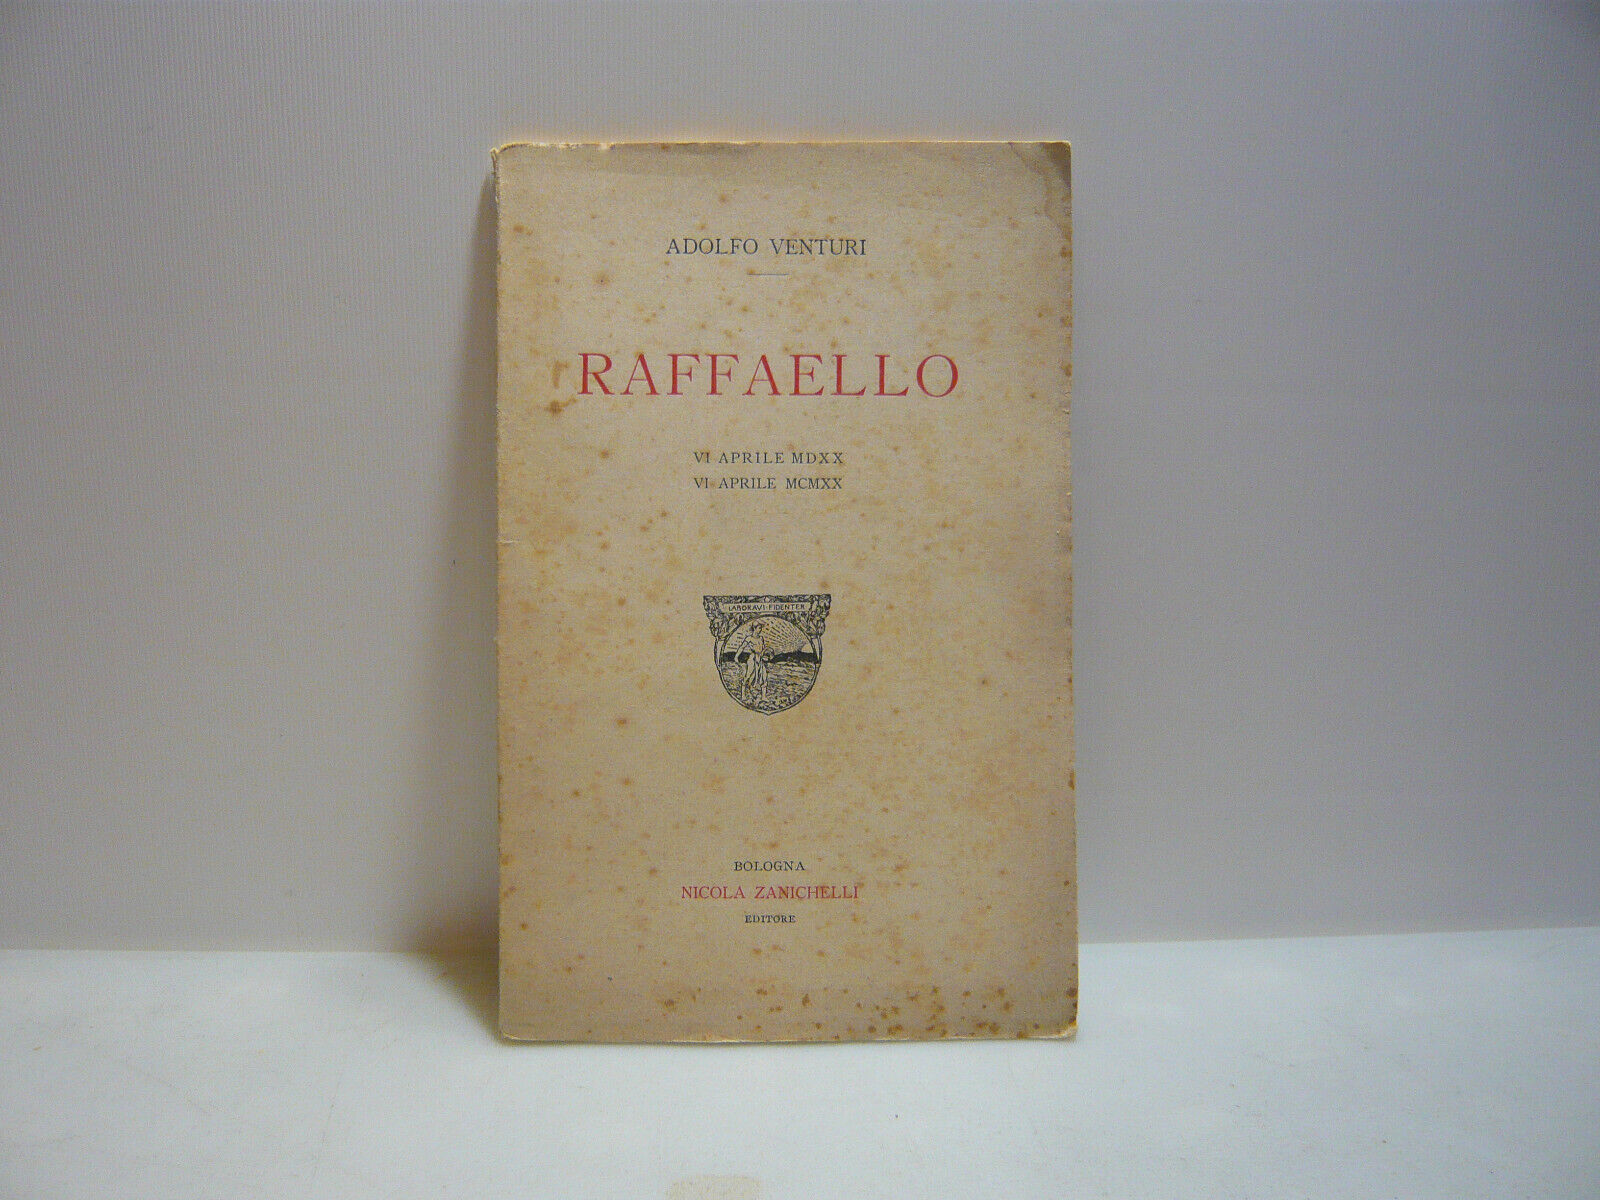 ADOLFO VENTURI
RAFFAELLO
VI APRILE MDXX
VI APRILE MCMXX
LABORAVI·FIDENTER
BOLOGNA
NICOLA ZANICHELLI
EDITORE